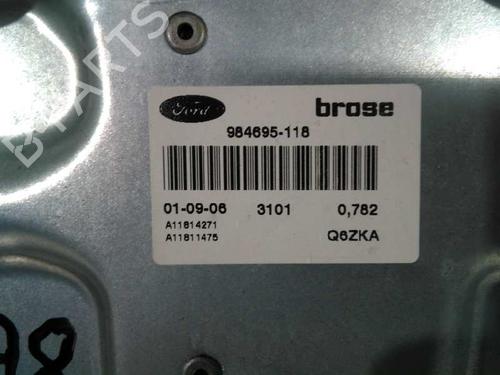 B-PARTS
Ford brose
984695-118
01-09-06 3101 0,782
A11814271
A11811475 Q6ZKA